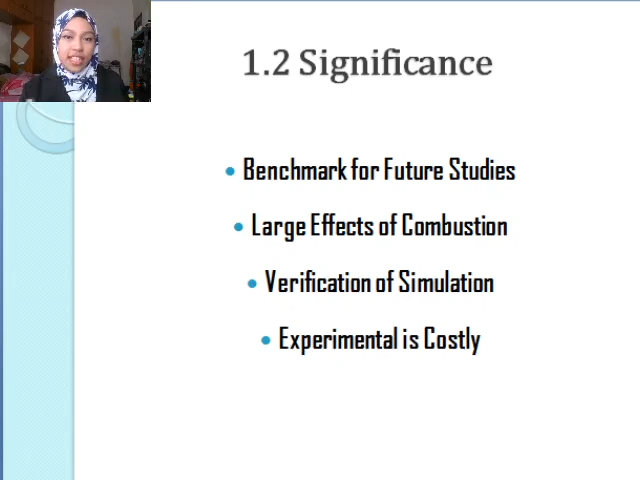 1.2 Significance
• Benchmark for Future Studies
• Large Effects of Combustion
• Verification of Simulation
• Experimental is Costly